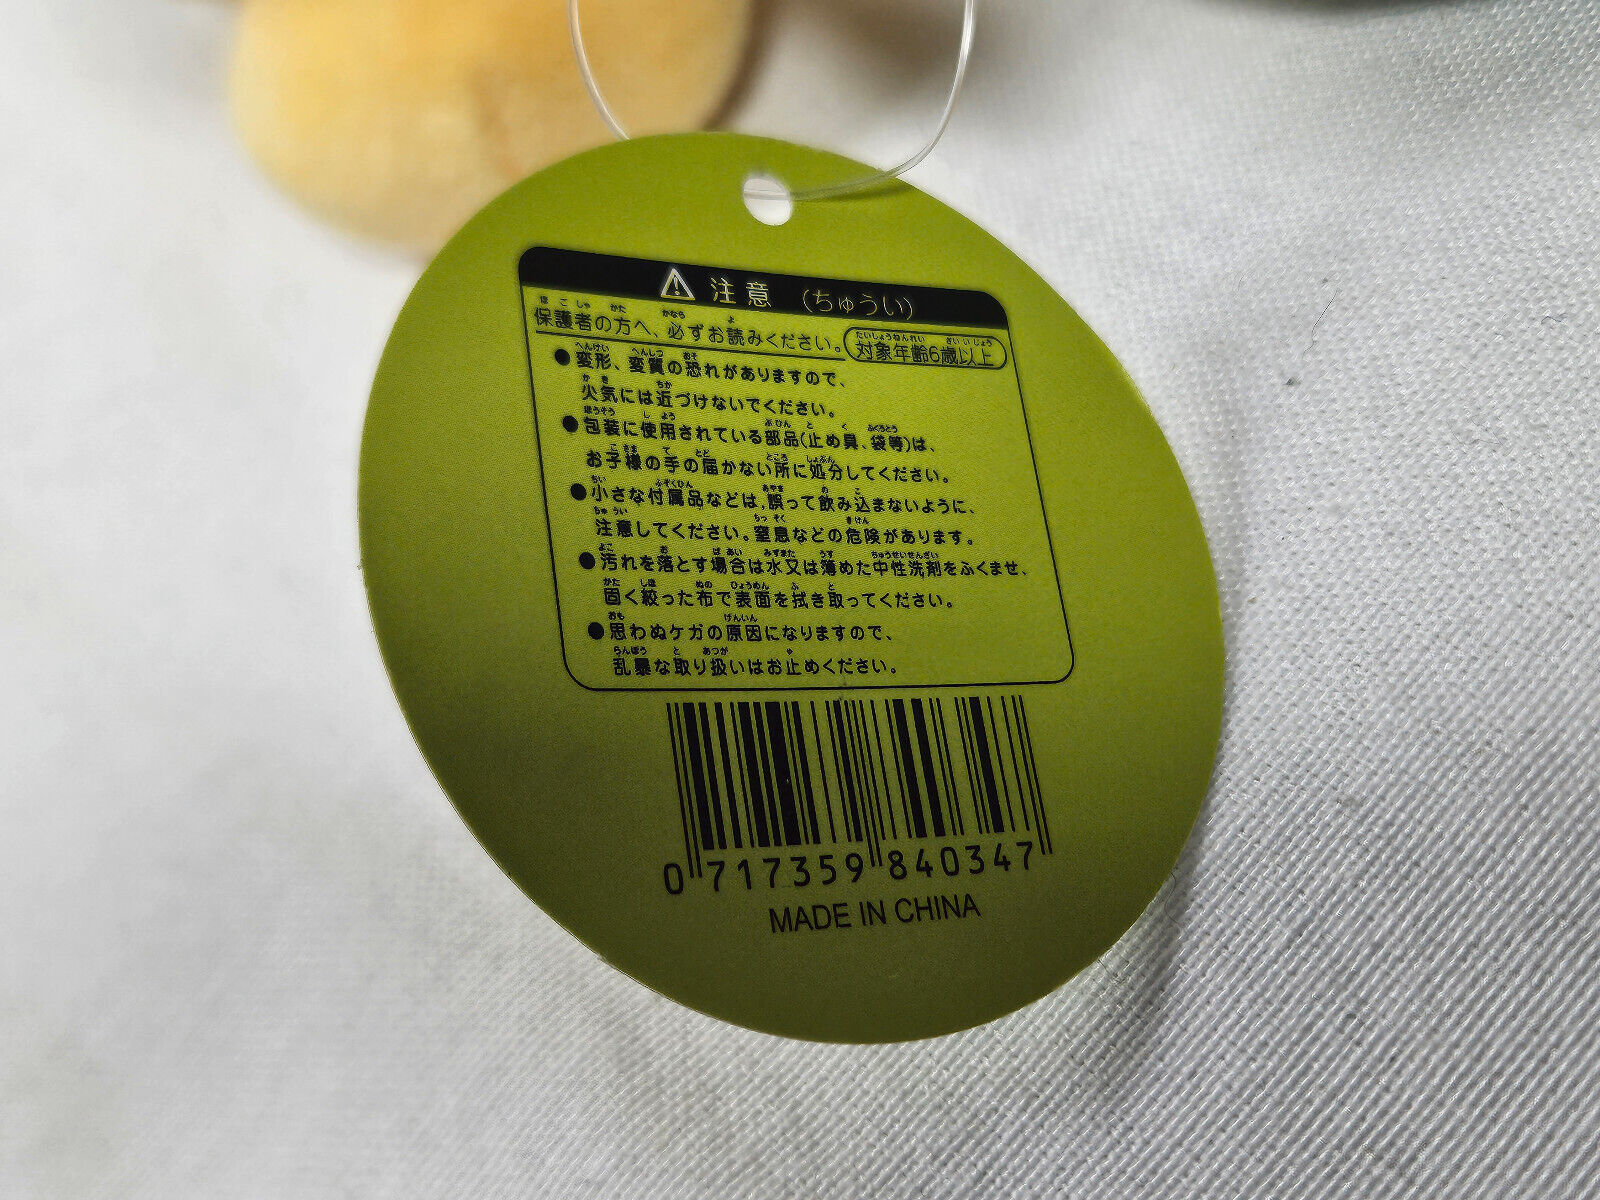 ⚠ 注意 (ちゅうい)
保護者の方へ、必ずお読みください。 対象年齢6歳以上
●変形、変質の恐れがありますので、
火気には近づけないでください。
●包装に使用されている部品(止め具、袋等)は、
お子様の手の届かない所に処分してください。
●小さな付属品などは、誤って飲み込まないように、
注意してください。窒息などの危険があります。
●汚れを落とす場合は水又は薄めた中性洗剤をふくませ、
固く絞った布で表面を拭き取ってください。
●思わぬケガの原因になりますので、
乱暴な取り扱いはお止めください。
0 717359 840347
MADE IN CHINA